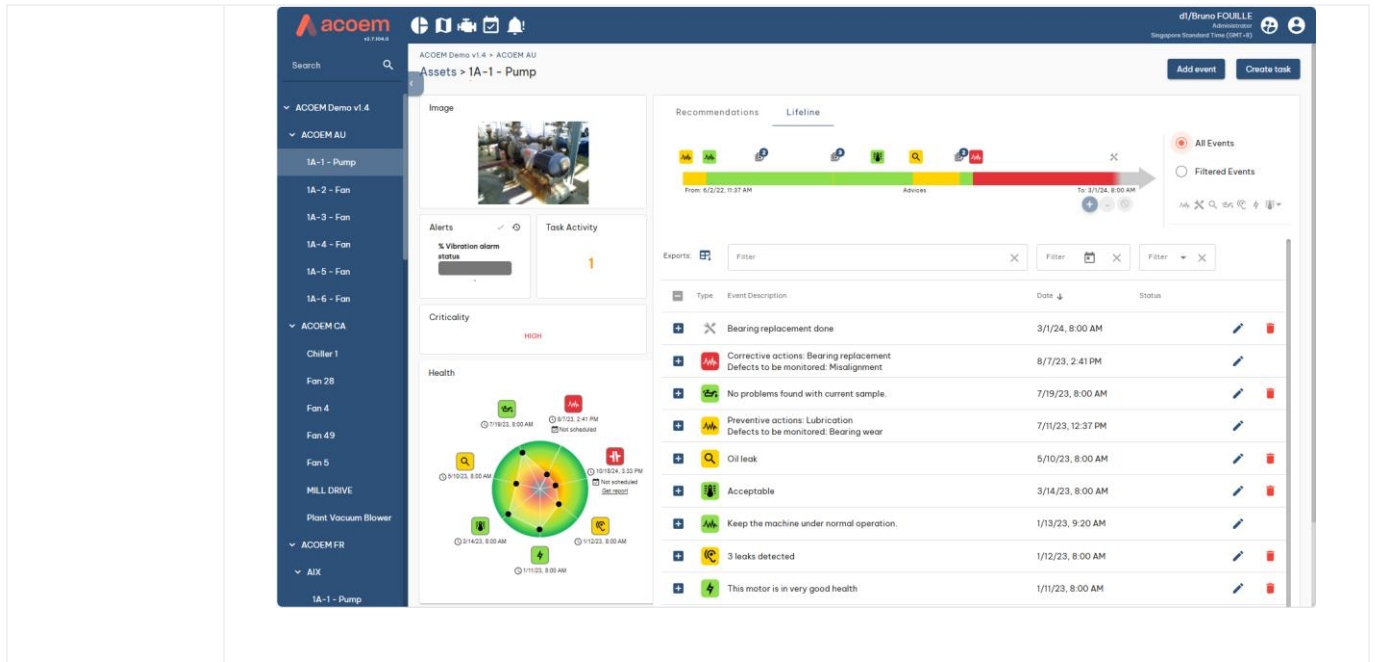 acoem
v2.7.104.0
d1/Bruno FOUILLE
Administrator
Singapore Standard Time (GMT+8)
Search
ACOEM Demo v1.4 > ACOEM AU
Assets > 1A-1 - Pump
Add event
Create task
ACOEM Demo v1.4
ACOEM AU
1A-1 - Pump
1A-2 - Fan
1A-3 - Fan
1A-4 - Fan
1A-5 - Fan
1A-6 - Fan
ACOEM CA
Chiller 1
Fan 28
Fan 4
Fan 49
Fan 5
MILL DRIVE
Plant Vacuum Blower
ACOEM FR
AIX
1A-1 - Pump
Image
Alerts
% Vibration alarm
status
Task Activity
1
Criticality
HIGH
Health
7/19/23, 8:00 AM
8/7/23, 2:41 PM
Not scheduled
5/10/23, 8:00 AM
10/18/24, 3:33 PM
Not scheduled
Get report
3/14/23, 8:00 AM
1/12/23, 8:00 AM
1/11/23, 8:00 AM
Recommendations
Lifeline
From: 6/2/22, 11:37 AM
Advices
To: 3/1/24, 8:00 AM
All Events
Filtered Events
Exports:
Filter
Filter
Filter
Type
Event Description
Date
Status
Bearing replacement done
3/1/24, 8:00 AM
Corrective actions: Bearing replacement
Defects to be monitored: Misalignment
8/7/23, 2:41 PM
No problems found with current sample.
7/19/23, 8:00 AM
Preventive actions: Lubrication
Defects to be monitored: Bearing wear
7/11/23, 12:37 PM
Oil leak
5/10/23, 8:00 AM
Acceptable
3/14/23, 8:00 AM
Keep the machine under normal operation.
1/13/23, 9:20 AM
3 leaks detected
1/12/23, 8:00 AM
This motor is in very good health
1/11/23, 8:00 AM